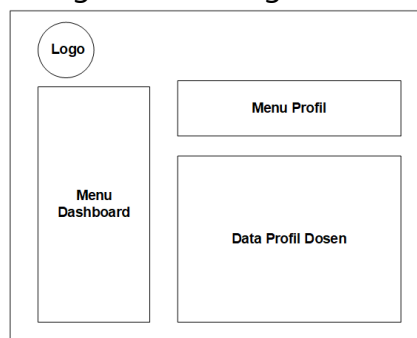 Logo
Menu Profil
Menu
Dashboard
Data Profil Dosen